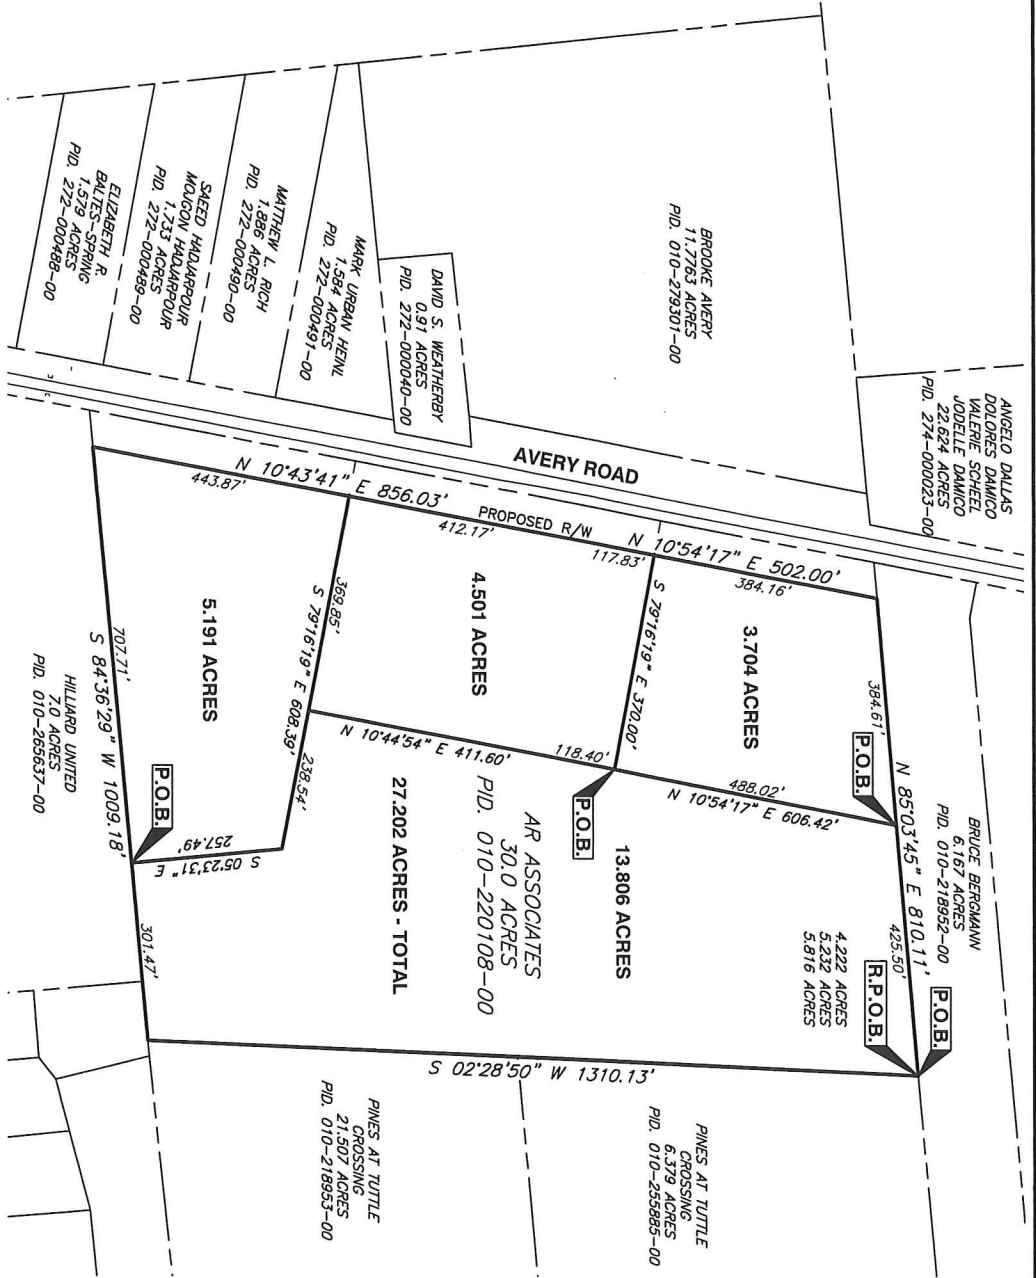 ANGELO DALLAS
DOLORES DAMICO
VALERIE SCHEEL
JODELLE DAMICO
22.624 ACRES
PID. 274-000023-00
BROOKE AVERY
11.7763 ACRES
PID. 010-279301-00
DAVID S. WEATHERBY
0.91 ACRES
PID. 272-000040-00
MARK URBAN HEINL
1.584 ACRES
PID. 272-000491-00
MATTHEW L. RICH
1.886 ACRES
PID. 272-000490-00
SAEED HADJARPOUR
MOJGON HADJARPOUR
1.733 ACRES
PID. 272-000489-00
ELIZABETH R.
BALTES-SPRING
1.579 ACRES
PID. 272-000488-00
AVERY ROAD
N 10°43'41" E 856.03'
443.87'
412.17'
PROPOSED R/W
117.83'
N 10°54'17" E 502.00'
384.16'
3.704 ACRES
384.61'
P.O.B.
N 85°03'45" E 810.11'
425.50'
BRUCE BERGMANN
6.167 ACRES
PID. 010-218952-00
P.O.B.
R.P.O.B.
4.222 ACRES
5.232 ACRES
5.816 ACRES
488.02'
N 10°54'17" E 606.42'
118.40'
P.O.B.
S 79°16'19" E 370.00'
4.501 ACRES
N 10°44'54" E 411.60'
13.806 ACRES
AR ASSOCIATES
30.0 ACRES
PID. 010-220108-00
27.202 ACRES - TOTAL
369.85'
S 79°16'19" E 608.39'
238.54'
5.191 ACRES
257.49'
S 05°23'31" E
P.O.B.
707.71'
S 84°36'29" W 1009.18'
301.47'
HILLIARD UNITED
7.0 ACRES
PID. 010-265637-00
S 02°28'50" W 1310.13'
PINES AT TUTTLE
CROSSING
6.379 ACRES
PID. 010-255885-00
PINES AT TUTTLE
CROSSING
21.507 ACRES
PID. 010-218953-00